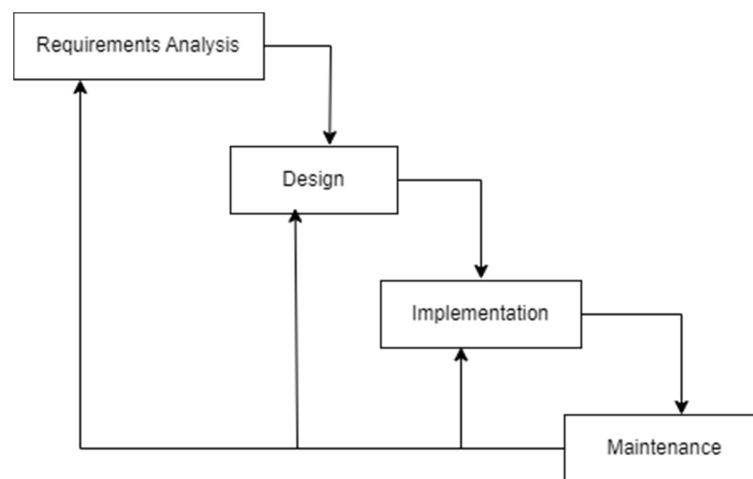 Requirements Analysis
Design
Implementation
Maintenance